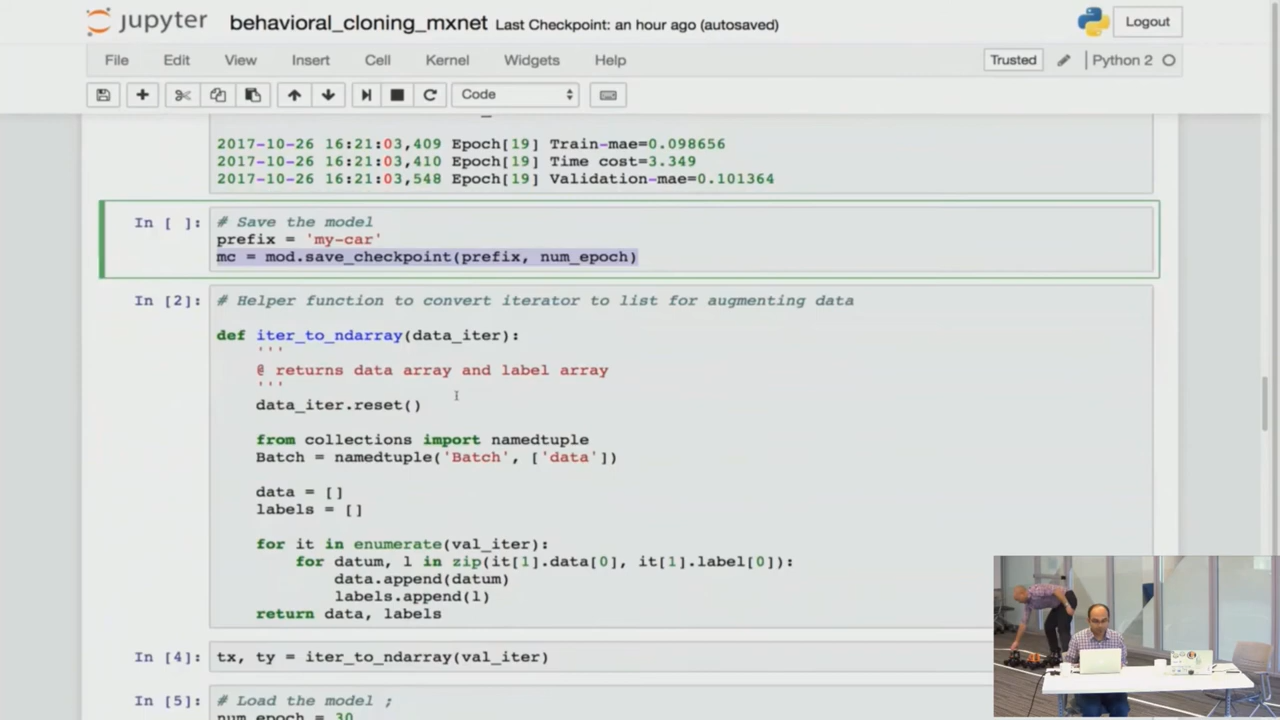 jupyter behavioral_cloning_mxnet Last Checkpoint: an hour ago (autosaved) Logout
File Edit View Insert Cell Kernel Widgets Help Trusted Python 2
Code
2017-10-26 16:21:03,409 Epoch[19] Train-mae=0.098656
2017-10-26 16:21:03,410 Epoch[19] Time cost=3.349
2017-10-26 16:21:03,548 Epoch[19] Validation-mae=0.101364
In [ ]: # Save the model
prefix = 'my-car'
mc = mod.save_checkpoint(prefix, num_epoch)
In [2]: # Helper function to convert iterator to list for augmenting data
def iter_to_ndarray(data_iter):
'''
@ returns data array and label array
'''
data_iter.reset()
from collections import namedtuple
Batch = namedtuple('Batch', ['data'])
data = []
labels = []
for it in enumerate(val_iter):
for datum, l in zip(it[1].data[0], it[1].label[0]):
data.append(datum)
labels.append(l)
return data, labels
In [4]: tx, ty = iter_to_ndarray(val_iter)
In [5]: # Load the model ;
num_epoch = 30